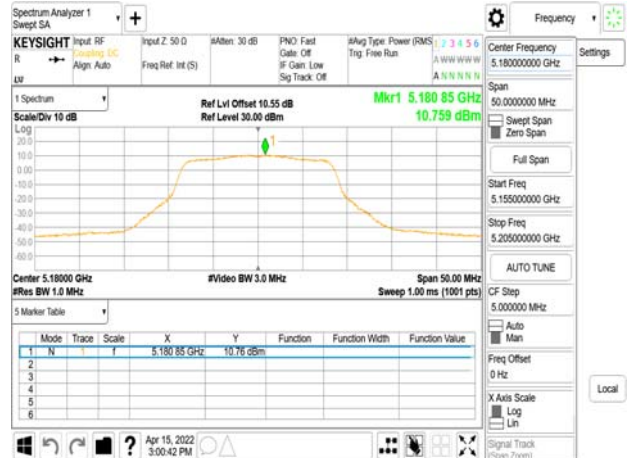 Spectrum Analyzer 1
Swept SA
+
Frequency
KEYSIGHT
R
Input: RF
Coupling: DC
Align: Auto
Input Z: 50 Ω
Freq Ref: Int (S)
#Atten: 30 dB
PNO: Fast
Gate: Off
IF Gain: Low
Sig Track: Off
#Avg Type: Power (RMS
Trig: Free Run
1 2 3 4 5 6
A W W W W W
A N N N N N
1 Spectrum
Scale/Div 10 dB
Ref Lvl Offset 10.55 dB
Ref Level 30.00 dBm
Mkr1 5.180 85 GHz
10.759 dBm
Log
20.0
10.0
0.00
-10.0
-20.0
-30.0
-40.0
-50.0
-60.0
1
Center 5.18000 GHz
#Res BW 1.0 MHz
#Video BW 3.0 MHz
Span 50.00 MHz
Sweep 1.00 ms (1001 pts)
5 Marker Table
Mode Trace Scale X Y Function Function Width Function Value
1 N 1 f 5.180 85 GHz 10.76 dBm
2
3
4
5
6
?
Apr 15, 2022
3:00:42 PM
Center Frequency
5.180000000 GHz
Settings
Span
50.0000000 MHz
Swept Span
Zero Span
Full Span
Start Freq
5.155000000 GHz
Stop Freq
5.205000000 GHz
AUTO TUNE
CF Step
5.000000 MHz
Auto
Man
Freq Offset
0 Hz
X Axis Scale
Log
Lin
Local
Signal Track
(Span Zoom)